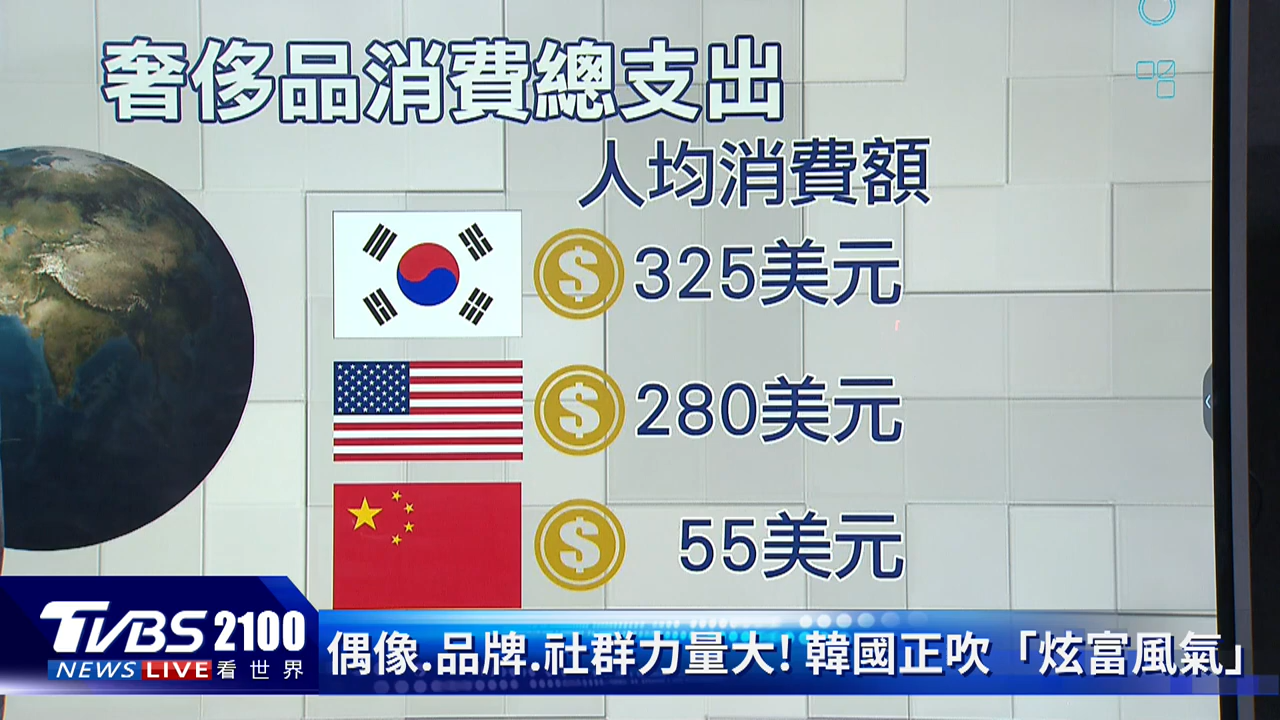 奢侈品消費總支出
人均消費額
$ 325美元
$ 280美元
$ 55美元
TVBS 2100
NEWS LIVE 看世界
偶像.品牌.社群力量大!韓國正吹「炫富風氣」